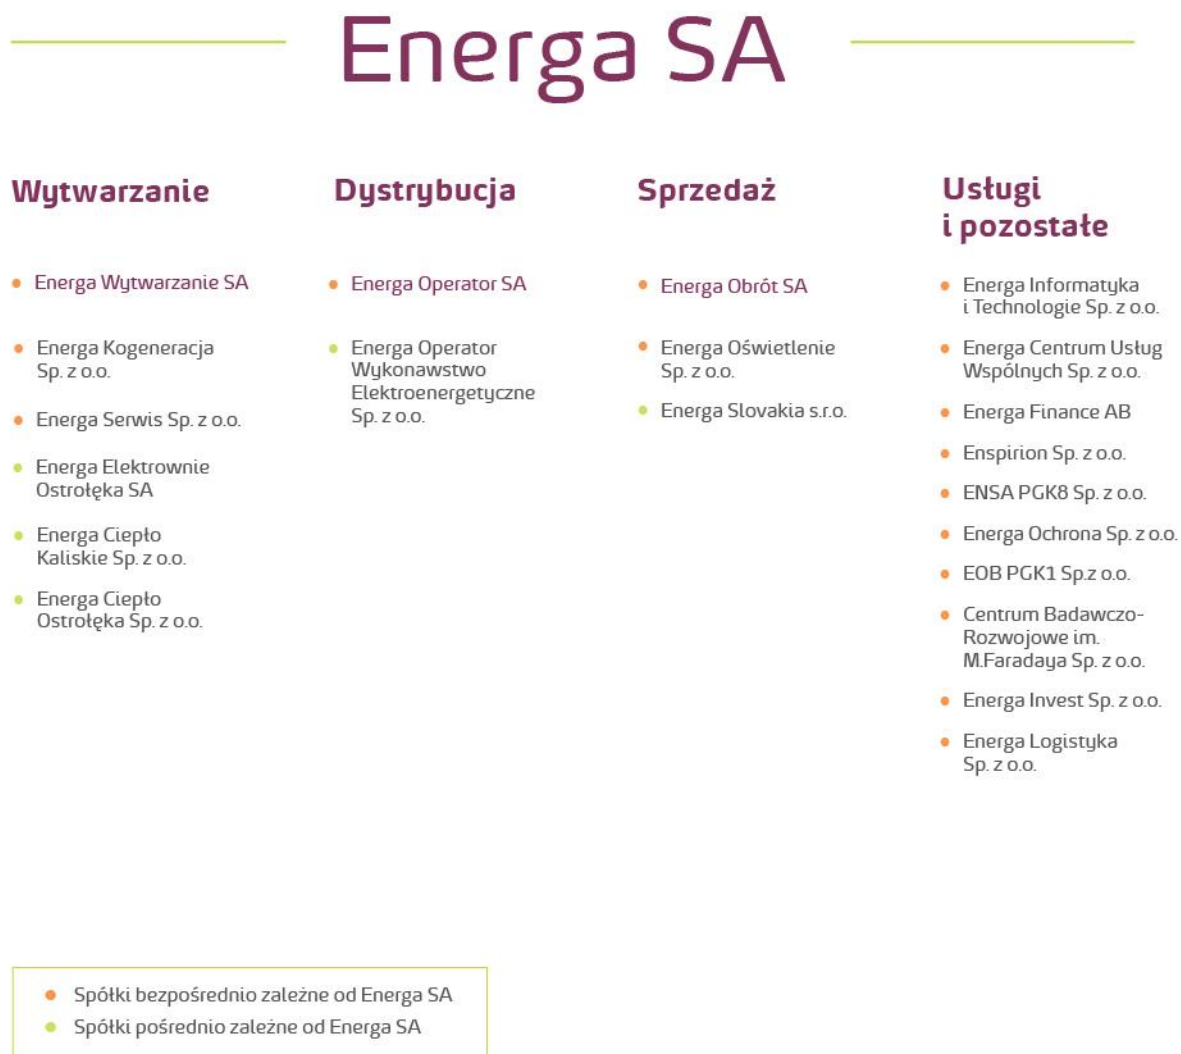 Energa SA
Wytwarzanie
Energa Wytwarzanie SA
Energa Kogeneracja
Sp. z o.o.
Energa Serwis Sp. z o.o.
Energa Elektrownie
Ostrołęka SA
Energa Ciepło
Kaliskie Sp. z o.o.
Energa Ciepło
Ostrołęka Sp. z o.o.
Dystrybucja
Energa Operator SA
Energa Operator
Wykonawstwo
Elektroenergetyczne
Sp. z o.o.
Sprzedaż
Energa Obrót SA
Energa Oświetlenie
Sp. z o.o.
Energa Slovakia s.r.o.
Usługi
i pozostałe
Energa Informatyka
i Technologie Sp. z o.o.
Energa Centrum Usług
Wspólnych Sp. z o.o.
Energa Finance AB
Enspirion Sp. z o.o.
ENSA PGK8 Sp. z o.o.
Energa Ochrona Sp. z o.o.
EOB PGK1 Sp.z o.o.
Centrum Badawczo-
Rozwojowe im.
M.Faradaya Sp. z o.o.
Energa Invest Sp. z o.o.
Energa Logistyka
Sp. z o.o.
Spółki bezpośrednio zależne od Energa SA
Spółki pośrednio zależne od Energa SA